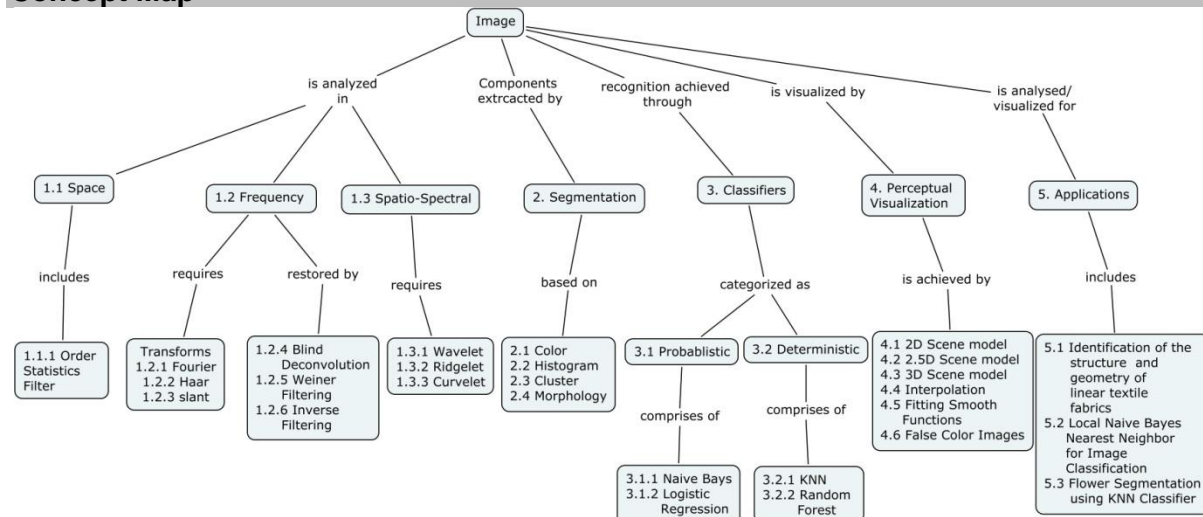 Concept Map
Image
is analyzed
in
Components
extrcacted by
recognition achieved
through
is visualized by
is analysed/
visualized for
1.1 Space
1.2 Frequency
1.3 Spatio-Spectral
2. Segmentation
3. Classifiers
4. Perceptual
Visualization
5. Applications
includes
requires
restored by
requires
based on
categorized as
is achieved by
includes
1.1.1 Order
Statistics
Filter
Transforms
1.2.1 Fourier
1.2.2 Haar
1.2.3 slant
1.2.4 Blind
Deconvolution
1.2.5 Weiner
Filtering
1.2.6 Inverse
Filtering
1.3.1 Wavelet
1.3.2 Ridgelet
1.3.3 Curvelet
2.1 Color
2.2 Histogram
2.3 Cluster
2.4 Morphology
3.1 Probablistic
3.2 Deterministic
comprises of
comprises of
3.1.1 Naive Bays
3.1.2 Logistic
Regression
3.2.1 KNN
3.2.2 Random
Forest
4.1 2D Scene model
4.2 2.5D Scene model
4.3 3D Scene model
4.4 Interpolation
4.5 Fitting Smooth
Functions
4.6 False Color Images
5.1 Identification of the
structure and
geometry of
linear textile
fabrics
5.2 Local Naive Bayes
Nearest Neighbor
for Image
Classification
5.3 Flower Segmentation
using KNN Classifier